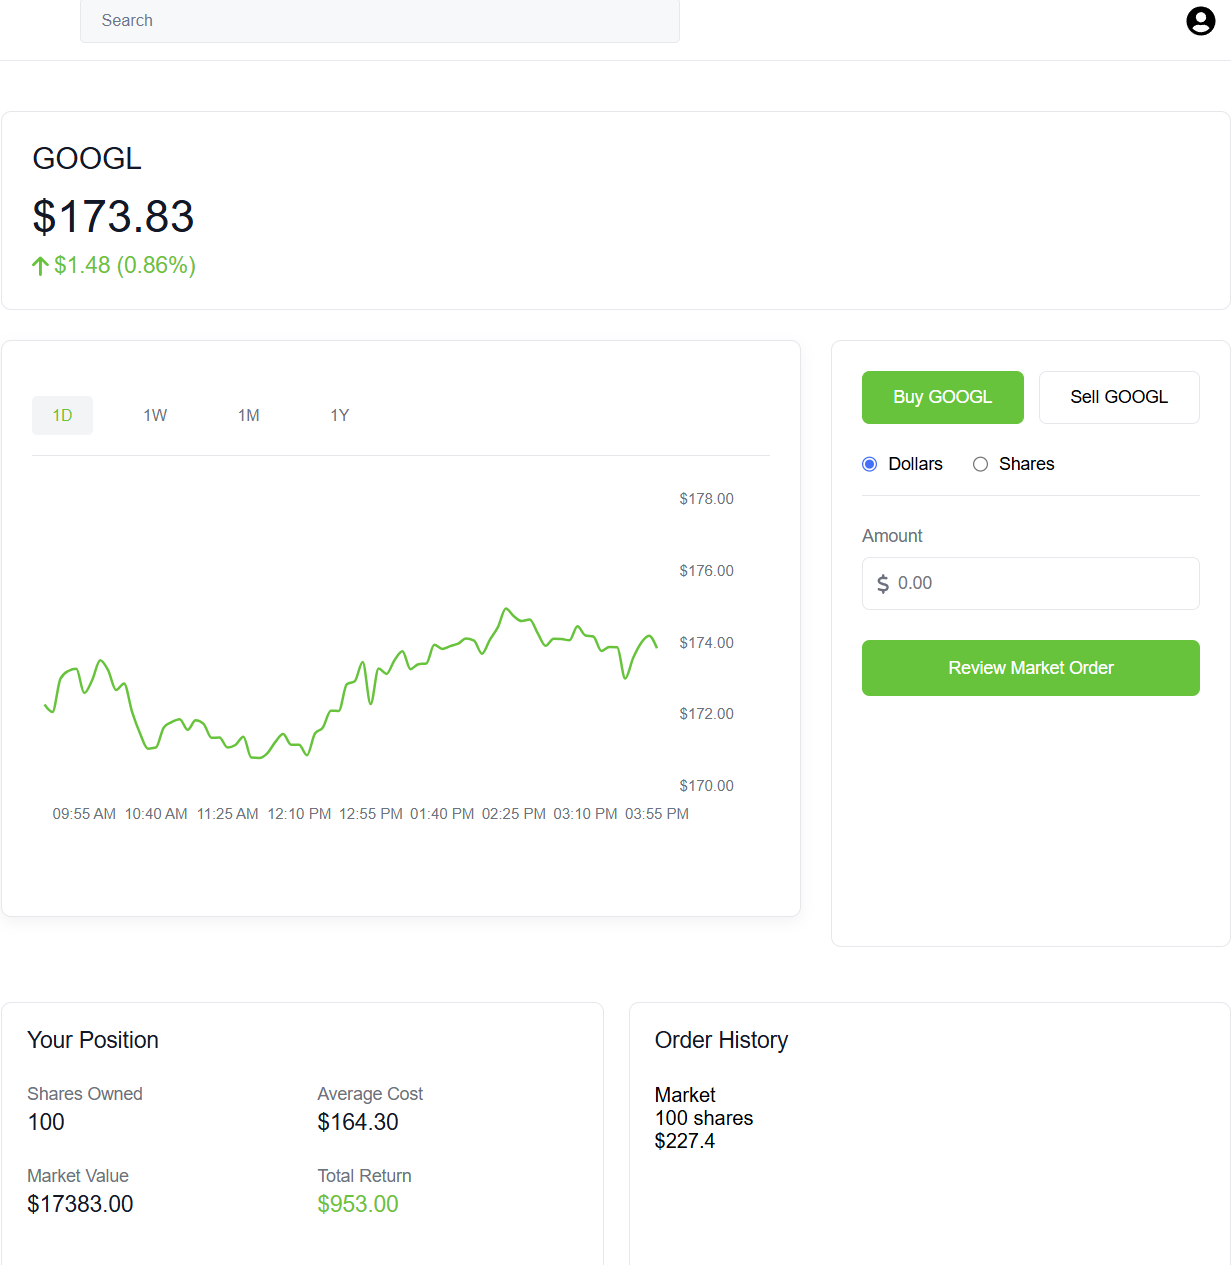 Search
GOOGL
$173.83
$1.48 (0.86%)
1D 1W 1M 1Y
$178.00
$176.00
$174.00
$172.00
$170.00
09:55 AM 10:40 AM 11:25 AM 12:10 PM 12:55 PM 01:40 PM 02:25 PM 03:10 PM 03:55 PM
Buy GOOGL Sell GOOGL
Dollars Shares
Amount
$ 0.00
Review Market Order
Your Position
Shares Owned Average Cost
100 $164.30
Market Value Total Return
$17383.00 $953.00
Order History
Market
100 shares
$227.4